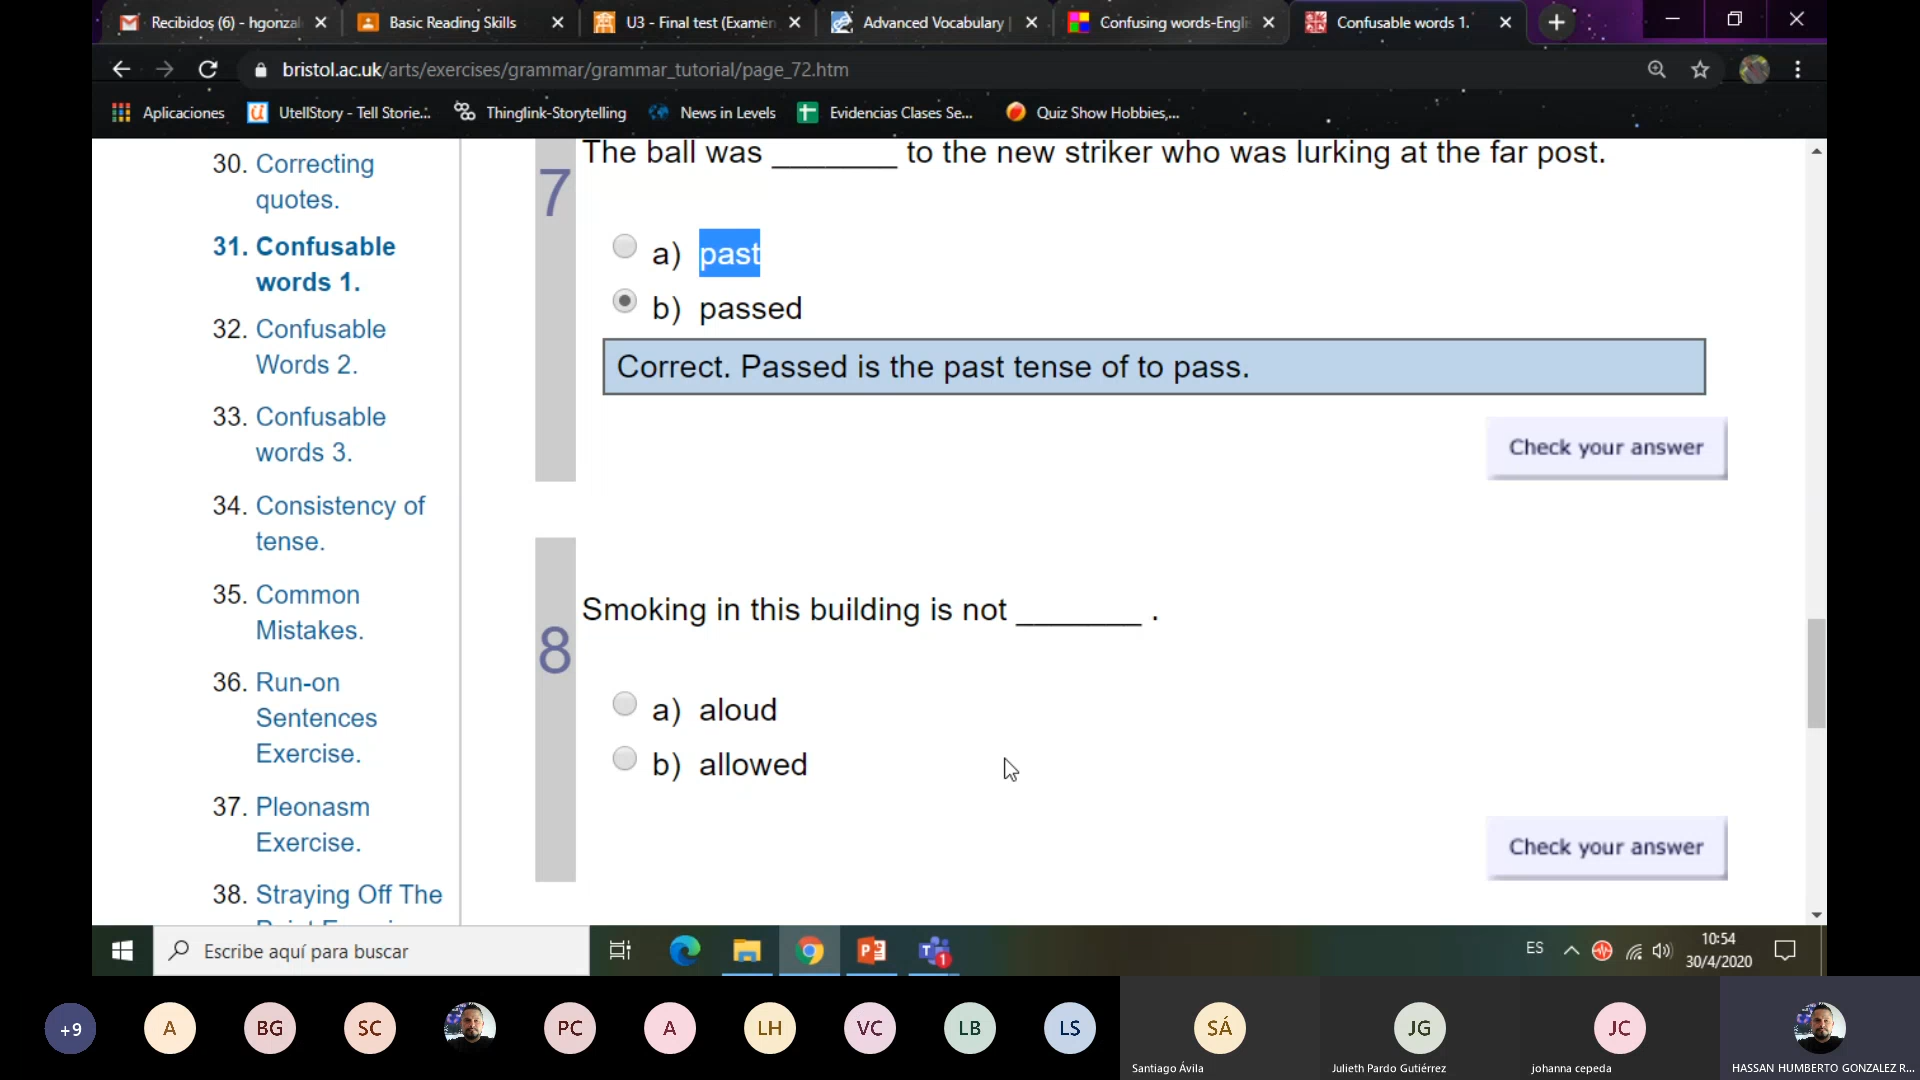 Recibidos (6) - hgonzal
Basic Reading Skills
U3 - Final test (Examen
Advanced Vocabulary |
Confusing words-Engli
Confusable words 1.
bristol.ac.uk/arts/exercises/grammar/grammar_tutorial/page_72.htm
Aplicaciones
UtellStory - Tell Storie...
Thinglink-Storytelling
News in Levels
Evidencias Clases Se...
Quiz Show Hobbies,...
30. Correcting
quotes.
31. Confusable
words 1.
32. Confusable
Words 2.
33. Confusable
words 3.
34. Consistency of
tense.
35. Common
Mistakes.
36. Run-on
Sentences
Exercise.
37. Pleonasm
Exercise.
38. Straying Off The
7
The ball was _______ to the new striker who was lurking at the far post.
a) past
b) passed
Correct. Passed is the past tense of to pass.
Check your answer
8
Smoking in this building is not _______ .
a) aloud
b) allowed
Check your answer
Escribe aquí para buscar
1
ES
10:54
30/4/2020
+9
A
BG
SC
PC
A
LH
VC
LB
LS
SÁ
JG
JC
Santiago Ávila
Julieth Pardo Gutiérrez
johanna cepeda
HASSAN HUMBERTO GONZALEZ R...